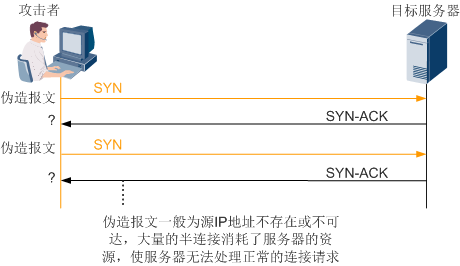 攻击者
目标服务器
伪造报文
SYN
?
SYN-ACK
伪造报文
SYN
?
SYN-ACK
伪造报文一般为源IP地址不存在或不可
达，大量的半连接消耗了服务器的资
源，使服务器无法处理正常的连接请求